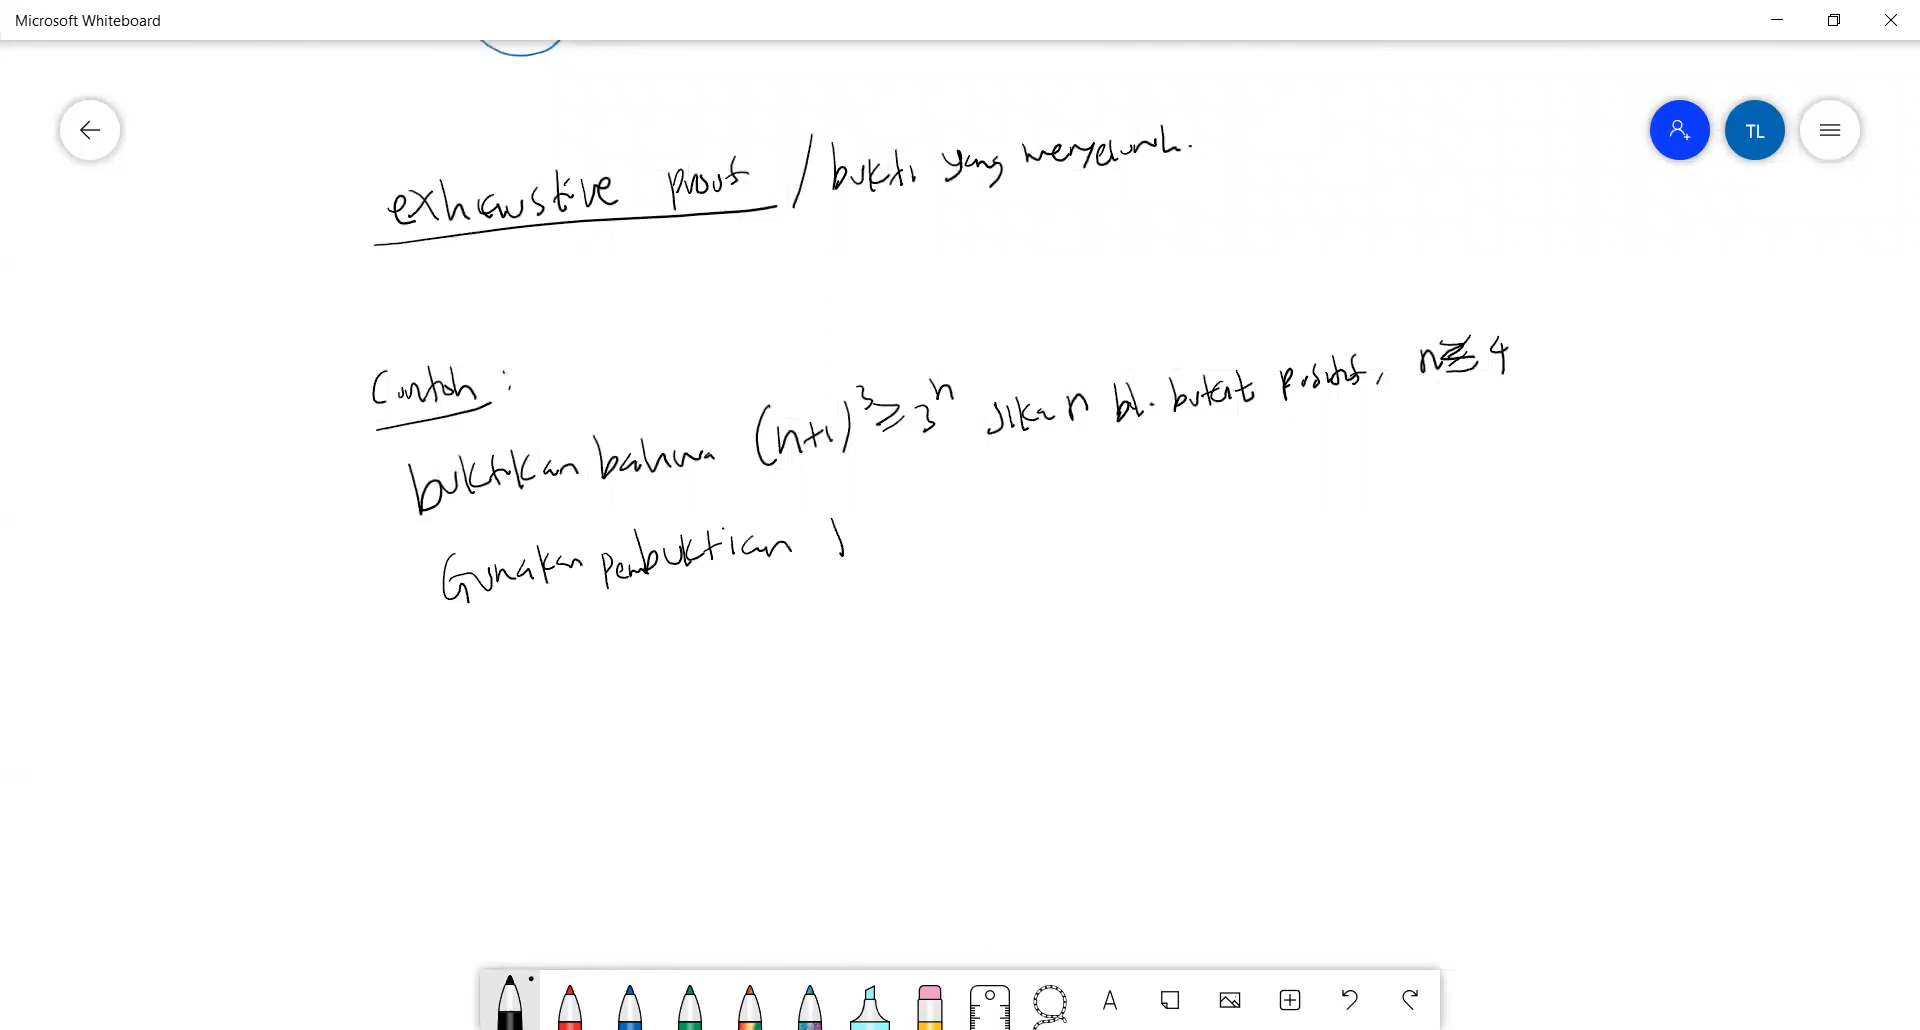 Microsoft Whiteboard
TL
exhaustive proof / bukti yang menyeluruh.
Contoh :
buktikan bahwa (n+1)³ ≥ 3ⁿ jika n bil. bulat positif, n ≤ 4
Gunakan pembuktian
A